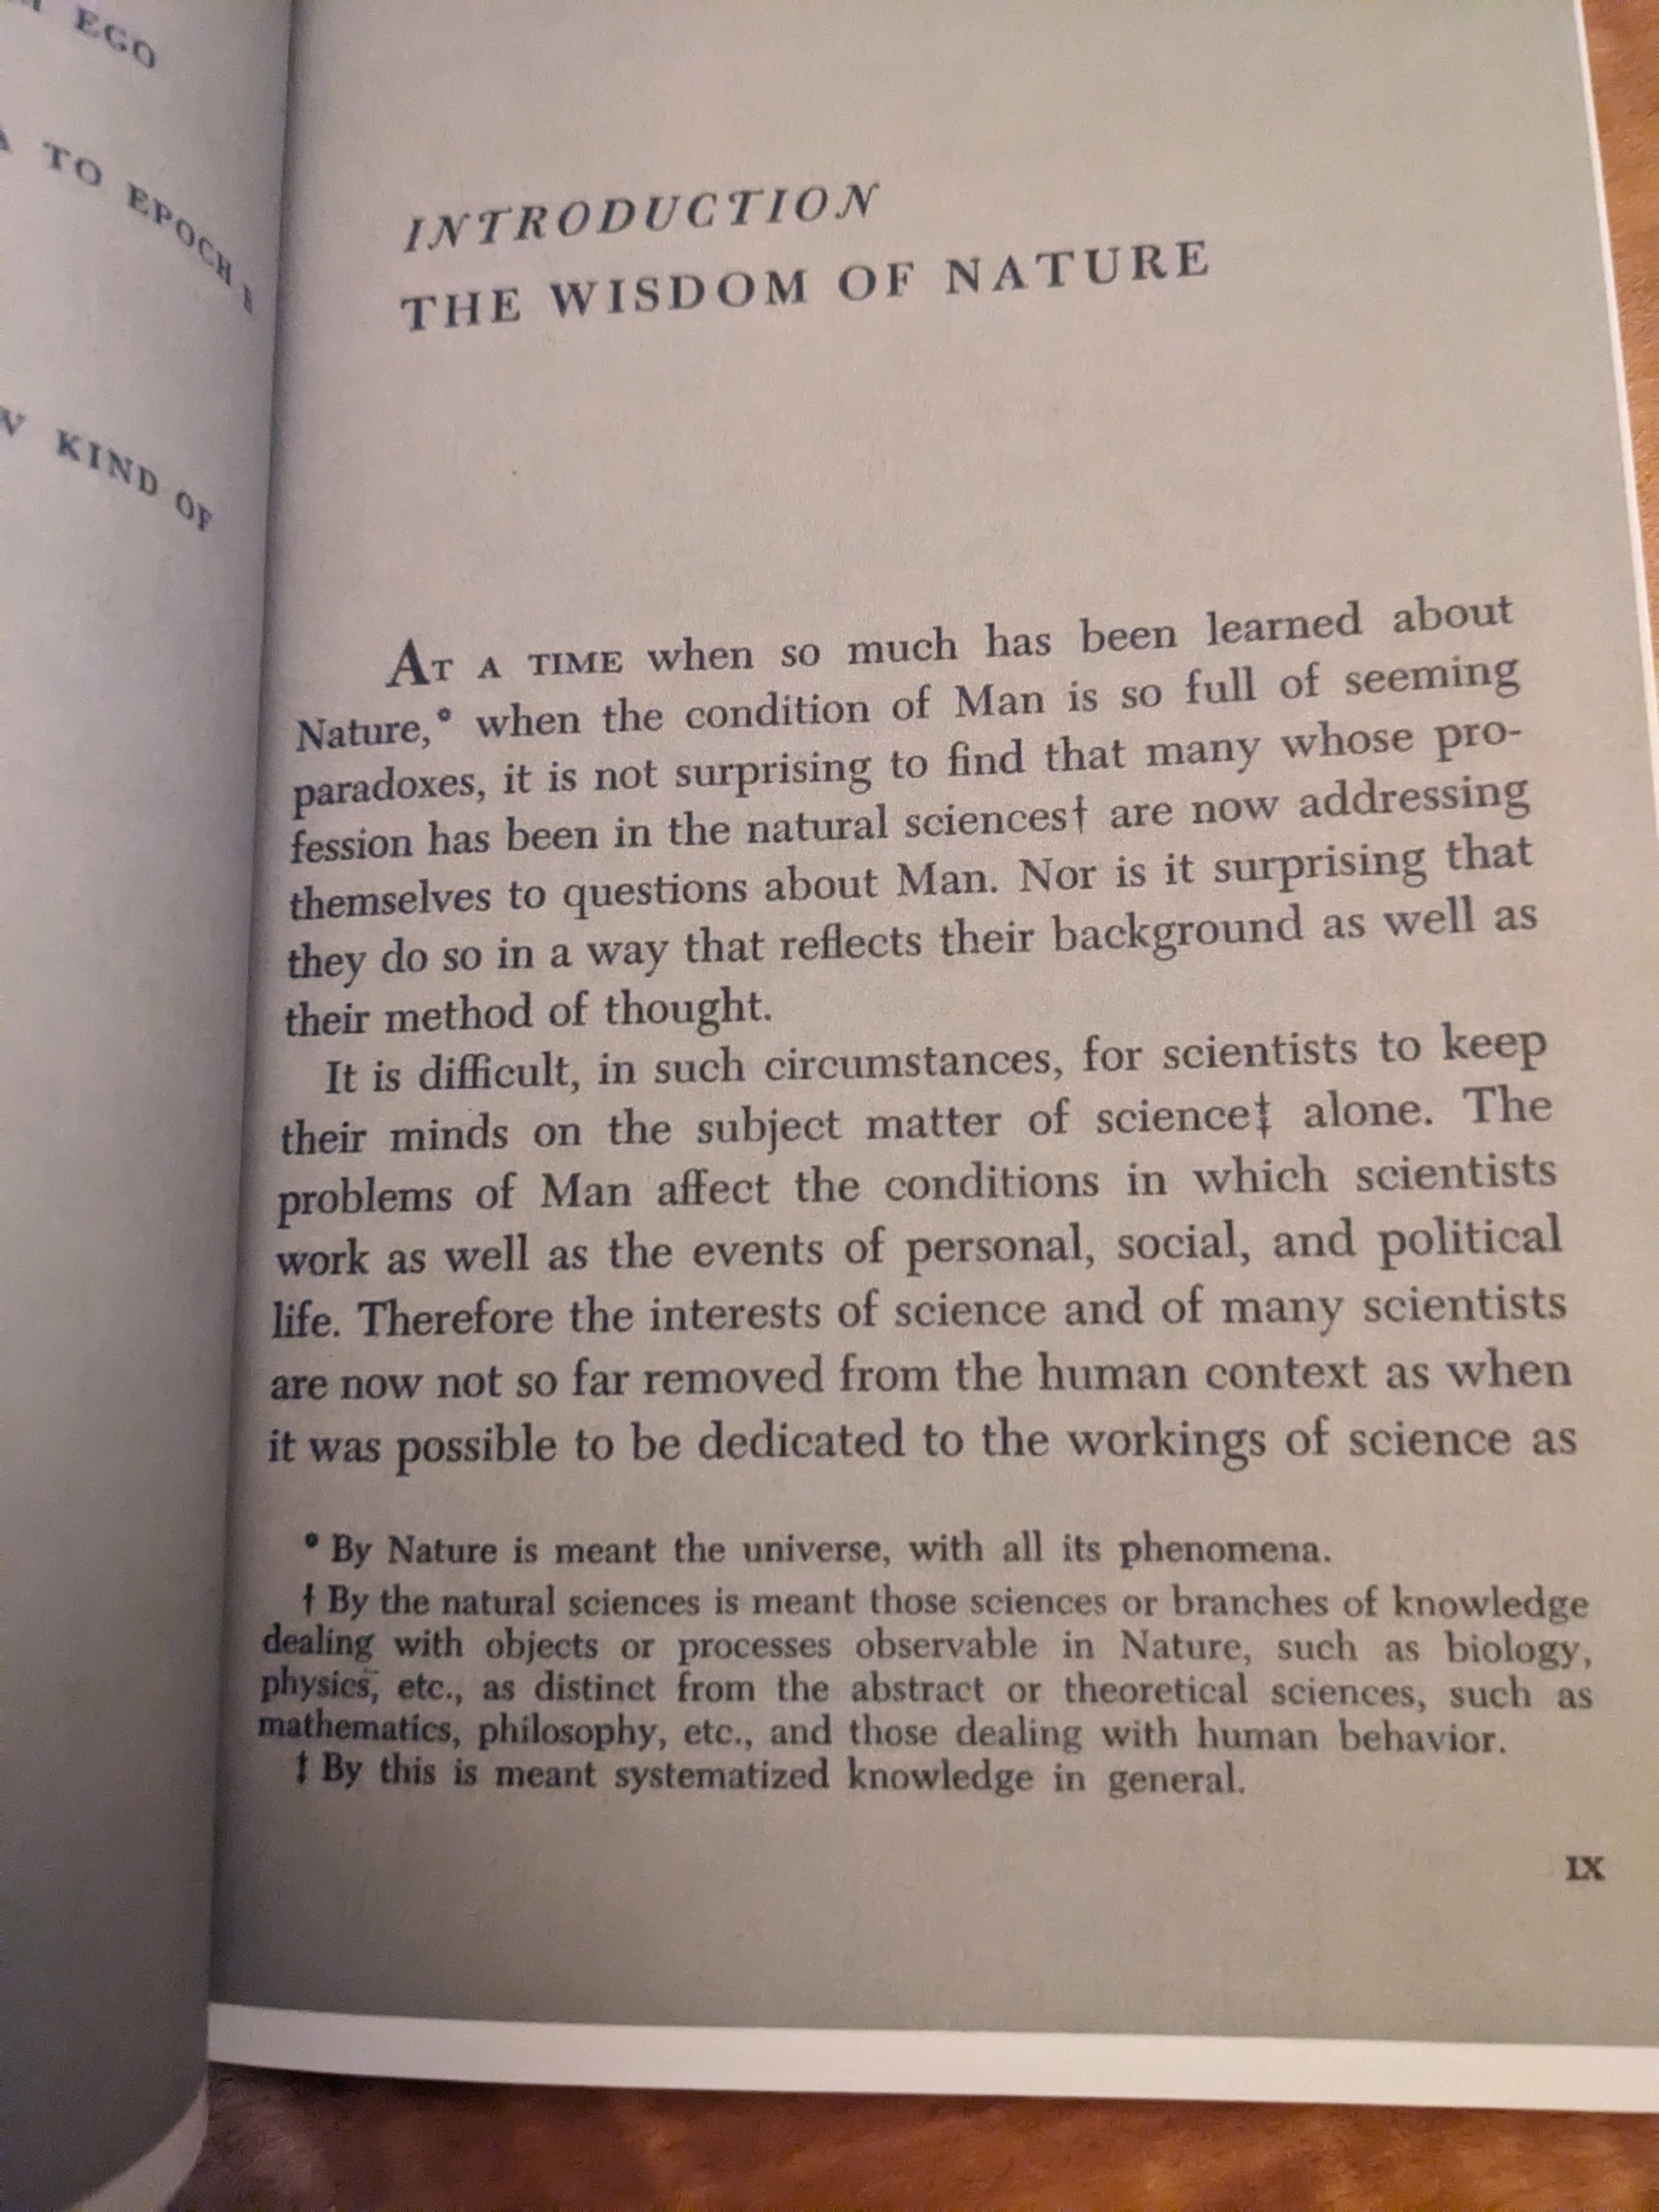 EGO
TO EPOCH B
KIND OF
INTRODUCTION
THE WISDOM OF NATURE
AT A TIME when so much has been learned about
Nature,* when the condition of Man is so full of seeming
paradoxes, it is not surprising to find that many whose pro-
fession has been in the natural sciences† are now addressing
themselves to questions about Man. Nor is it surprising that
they do so in a way that reflects their background as well as
their method of thought.
It is difficult, in such circumstances, for scientists to keep
their minds on the subject matter of science‡ alone. The
problems of Man affect the conditions in which scientists
work as well as the events of personal, social, and political
life. Therefore the interests of science and of many scientists
are now not so far removed from the human context as when
it was possible to be dedicated to the workings of science as
* By Nature is meant the universe, with all its phenomena.
† By the natural sciences is meant those sciences or branches of knowledge
dealing with objects or processes observable in Nature, such as biology,
physics, etc., as distinct from the abstract or theoretical sciences, such as
mathematics, philosophy, etc., and those dealing with human behavior.
‡ By this is meant systematized knowledge in general.
IX